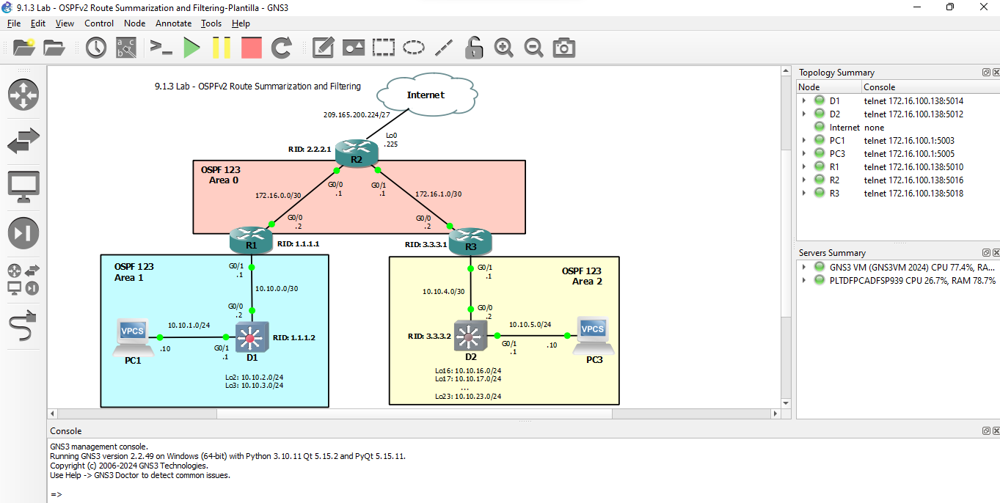 9.1.3 Lab - OSPFv2 Route Summarization and Filtering-Plantilla - GNS3
File Edit View Control Node Annotate Tools Help
9.1.3 Lab - OSPFv2 Route Summarization and Filtering
Internet
209.165.200.224/27
Lo0
.225
RID: 2.2.2.1
R2
OSPF 123
Area 0
G0/0
.1
G0/1
.1
172.16.0.0/30
172.16.1.0/30
G0/0
.2
G0/0
.2
R1
RID: 1.1.1.1
RID: 3.3.3.1
R3
OSPF 123
Area 1
G0/1
.1
10.10.0.0/30
G0/0
.2
10.10.1.0/24
VPCS
.10
G0/1
.1
RID: 1.1.1.2
PC1
D1
Lo2: 10.10.2.0/24
Lo3: 10.10.3.0/24
OSPF 123
Area 2
G0/1
.1
10.10.4.0/30
G0/0
.2
10.10.5.0/24
VPCS
RID: 3.3.3.2
G0/1
.1
.10
D2
PC3
Lo16: 10.10.16.0/24
Lo17: 10.10.17.0/24
...
Lo23: 10.10.23.0/24
Topology Summary
Node Console
D1 telnet 172.16.100.138:5014
D2 telnet 172.16.100.138:5012
Internet none
PC1 telnet 172.16.100.1:5003
PC3 telnet 172.16.100.1:5005
R1 telnet 172.16.100.138:5010
R2 telnet 172.16.100.138:5016
R3 telnet 172.16.100.138:5018
Servers Summary
GNS3 VM (GNS3VM 2024) CPU 77.4%, RA...
PLTDFPCADFSP939 CPU 26.7%, RAM 78.7%
Console
GNS3 management console.
Running GNS3 version 2.2.49 on Windows (64-bit) with Python 3.10.11 Qt 5.15.2 and PyQt 5.15.11.
Copyright (c) 2006-2024 GNS3 Technologies.
Use Help -> GNS3 Doctor to detect common issues.
=>